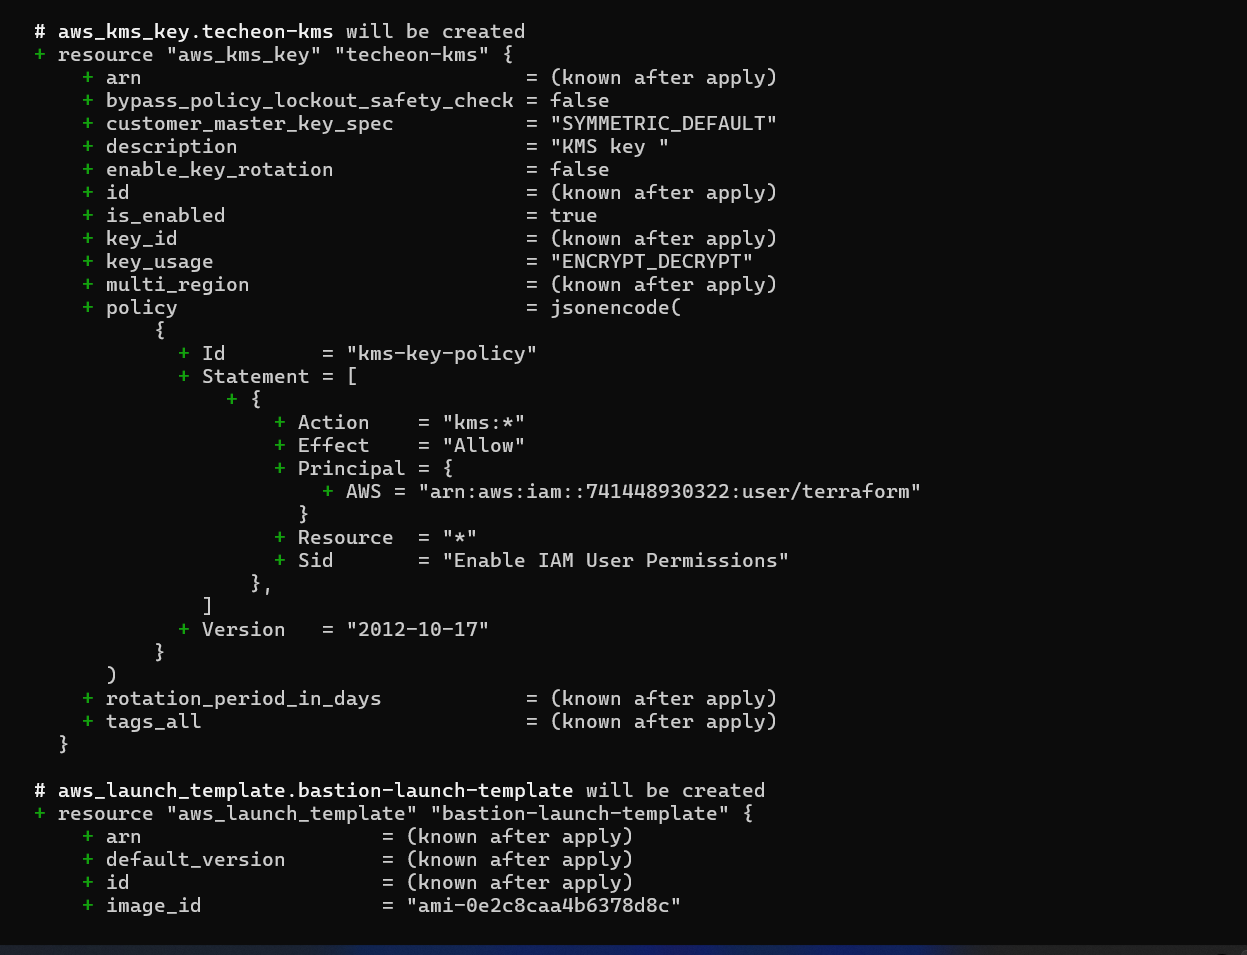 # aws_kms_key.techeon-kms will be created
+ resource "aws_kms_key" "techeon-kms" {
+ arn = (known after apply)
+ bypass_policy_lockout_safety_check = false
+ customer_master_key_spec = "SYMMETRIC_DEFAULT"
+ description = "KMS key "
+ enable_key_rotation = false
+ id = (known after apply)
+ is_enabled = true
+ key_id = (known after apply)
+ key_usage = "ENCRYPT_DECRYPT"
+ multi_region = (known after apply)
+ policy = jsonencode(
{
+ Id = "kms-key-policy"
+ Statement = [
+ {
+ Action = "kms:*"
+ Effect = "Allow"
+ Principal = {
+ AWS = "arn:aws:iam::741448930322:user/terraform"
}
+ Resource = "*"
+ Sid = "Enable IAM User Permissions"
},
]
+ Version = "2012-10-17"
}
)
+ rotation_period_in_days = (known after apply)
+ tags_all = (known after apply)
}
# aws_launch_template.bastion-launch-template will be created
+ resource "aws_launch_template" "bastion-launch-template" {
+ arn = (known after apply)
+ default_version = (known after apply)
+ id = (known after apply)
+ image_id = "ami-0e2c8caa4b6378d8c"